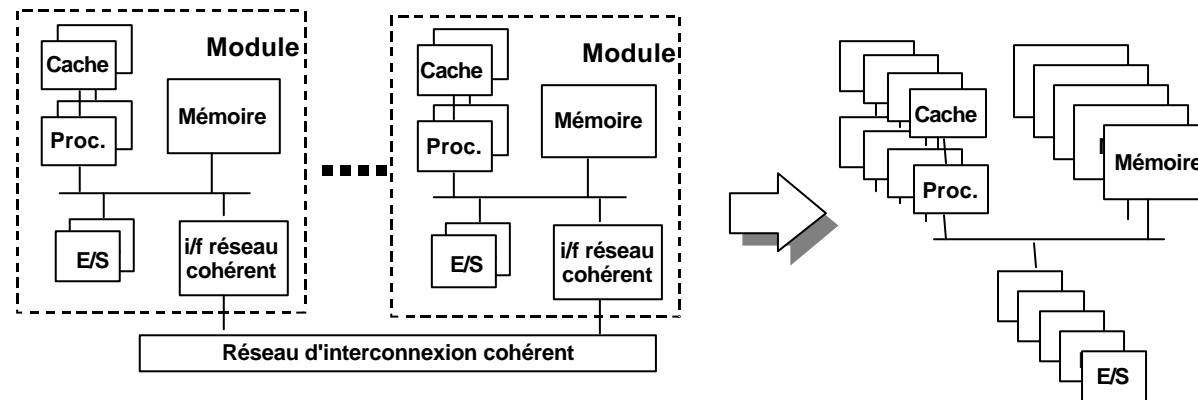 Module
Cache
Proc.
Mémoire
E/S
i/f réseau
cohérent
Module
Cache
Proc.
Mémoire
E/S
i/f réseau
cohérent
Réseau d'interconnexion cohérent
Cache
Proc.
Mémoire
E/S